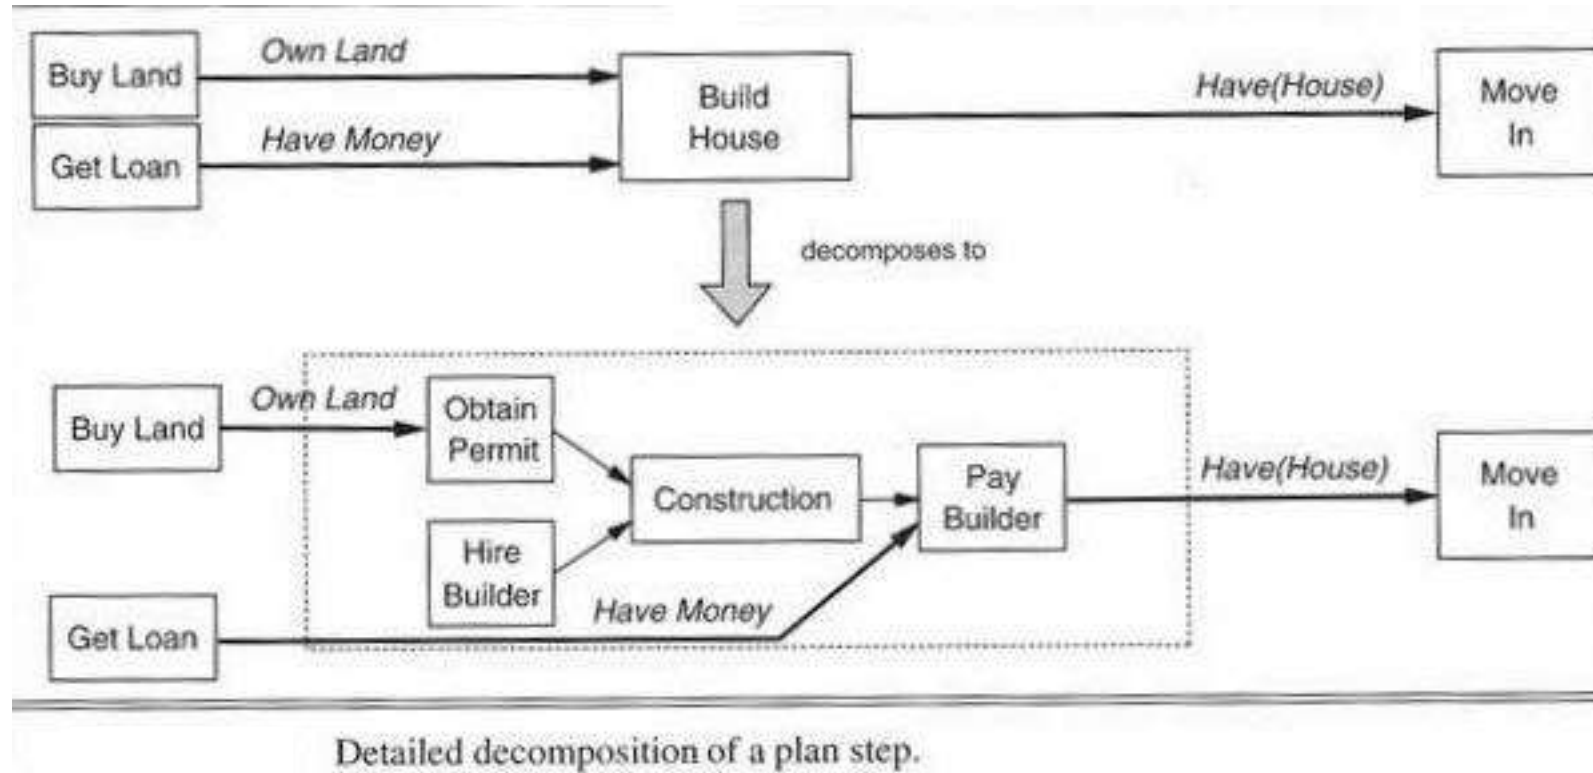 Buy Land
Own Land
Get Loan
Have Money
Build
House
Have(House)
Move
In
decomposes to
Buy Land
Own Land
Obtain
Permit
Hire
Builder
Construction
Pay
Builder
Have(House)
Move
In
Get Loan
Have Money
Detailed decomposition of a plan step.